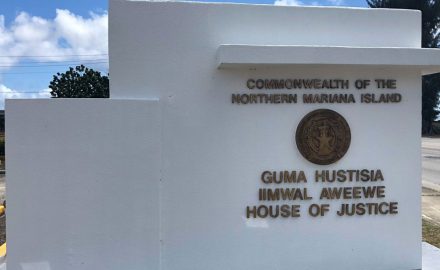 COMMONWEALTH OF THE
NORTHERN MARIANA ISLAND
GUMA HUSTISIA
IIMWAL AWEEWE
HOUSE OF JUSTICE